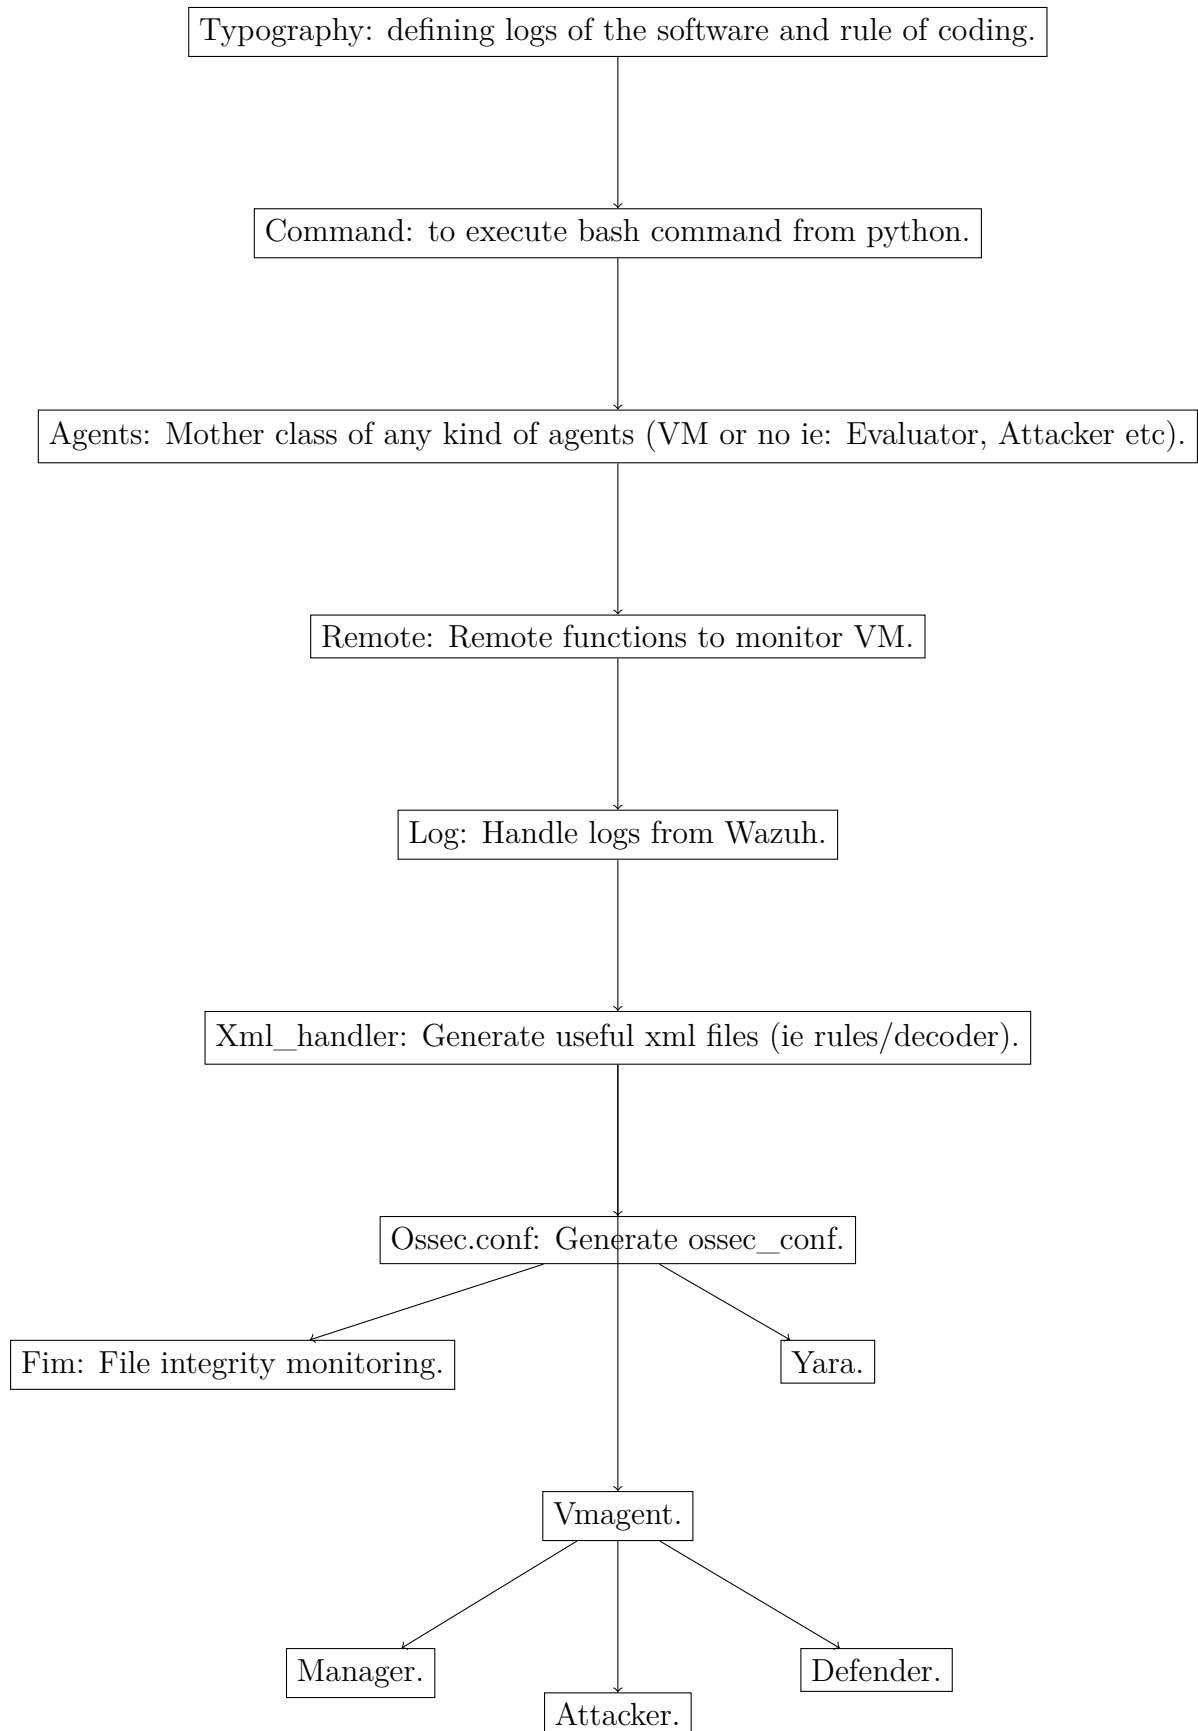 Typography: defining logs of the software and rule of coding.
Command: to execute bash command from python.
Agents: Mother class of any kind of agents (VM or no ie: Evaluator, Attacker etc).
Remote: Remote functions to monitor VM.
Log: Handle logs from Wazuh.
Xml_handler: Generate useful xml files (ie rules/decoder).
Ossec.conf: Generate ossec_conf.
Fim: File integrity monitoring.
Yara.
Vmagent.
Manager.
Defender.
Attacker.